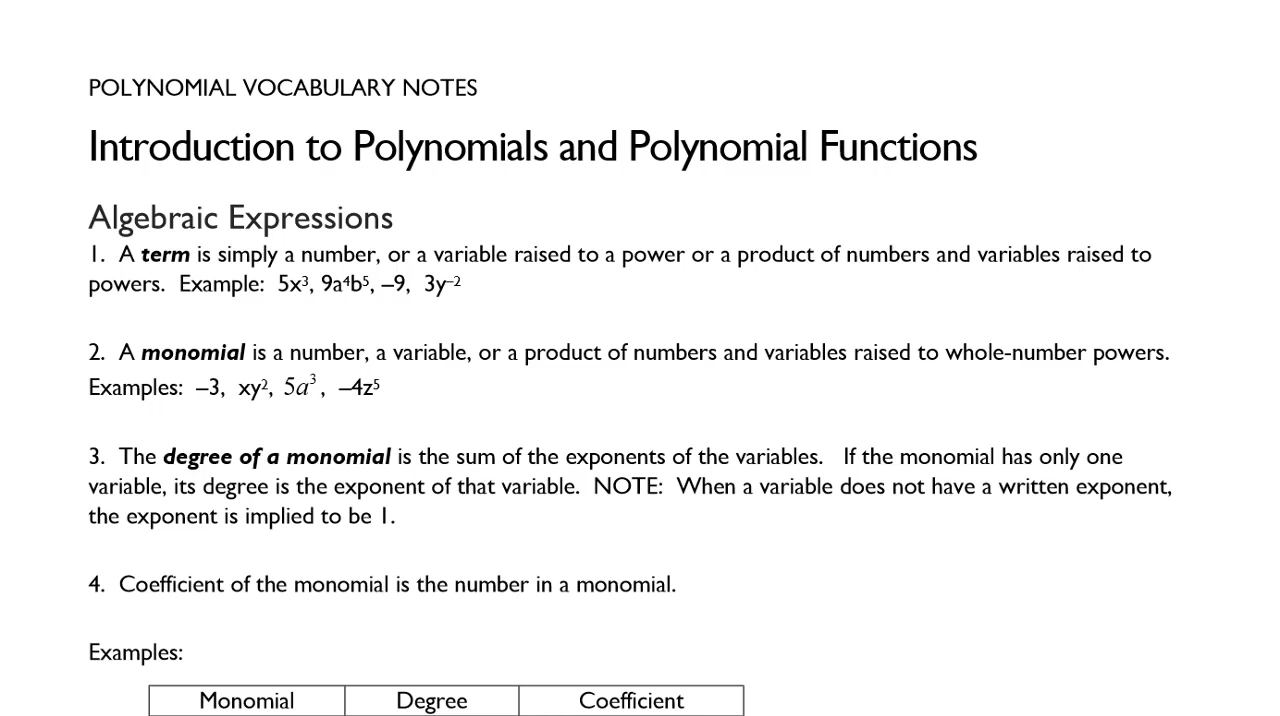 POLYNOMIAL VOCABULARY NOTES
Introduction to Polynomials and Polynomial Functions
Algebraic Expressions
1. A term is simply a number, or a variable raised to a power or a product of numbers and variables raised to
powers. Example: 5x³, 9a⁴b⁵, –9, 3y⁻²
2. A monomial is a number, a variable, or a product of numbers and variables raised to whole-number powers.
Examples: –3, xy², 5a³, –4z⁵
3. The degree of a monomial is the sum of the exponents of the variables. If the monomial has only one
variable, its degree is the exponent of that variable. NOTE: When a variable does not have a written exponent,
the exponent is implied to be 1.
4. Coefficient of the monomial is the number in a monomial.
Examples:
Monomial Degree Coefficient